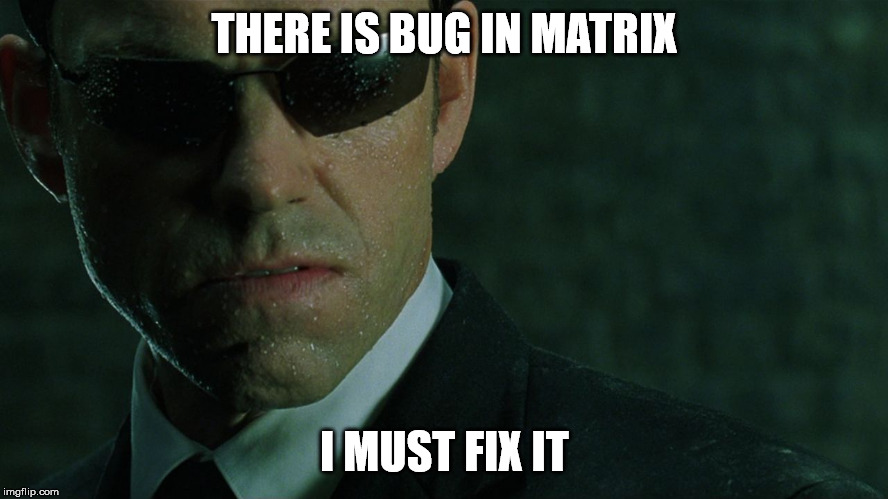 THERE IS BUG IN MATRIX
I MUST FIX IT
imgflip.com